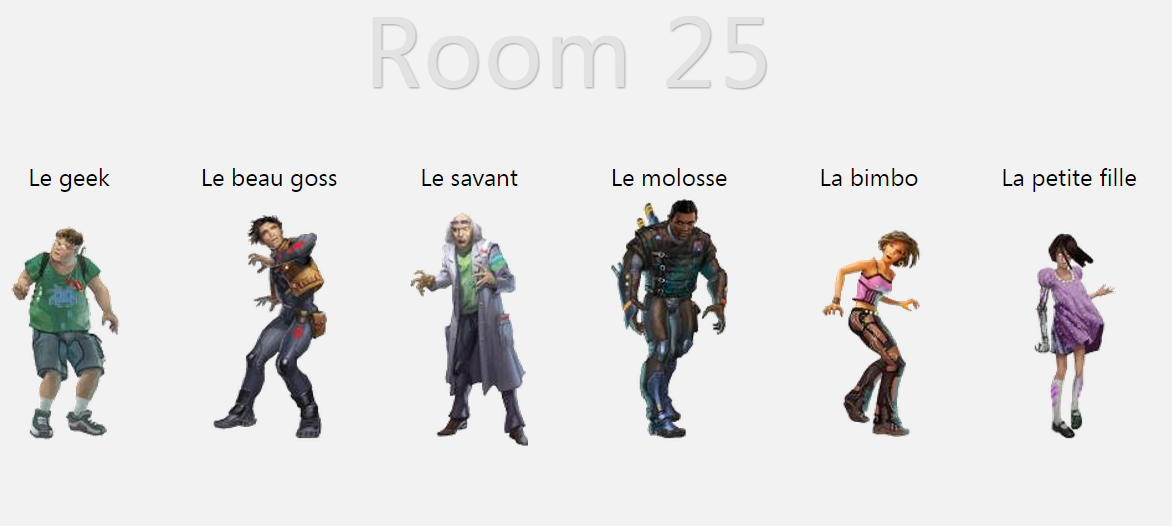 Room 25
Le geek
Le beau goss
Le savant
Le molosse
La bimbo
La petite fille